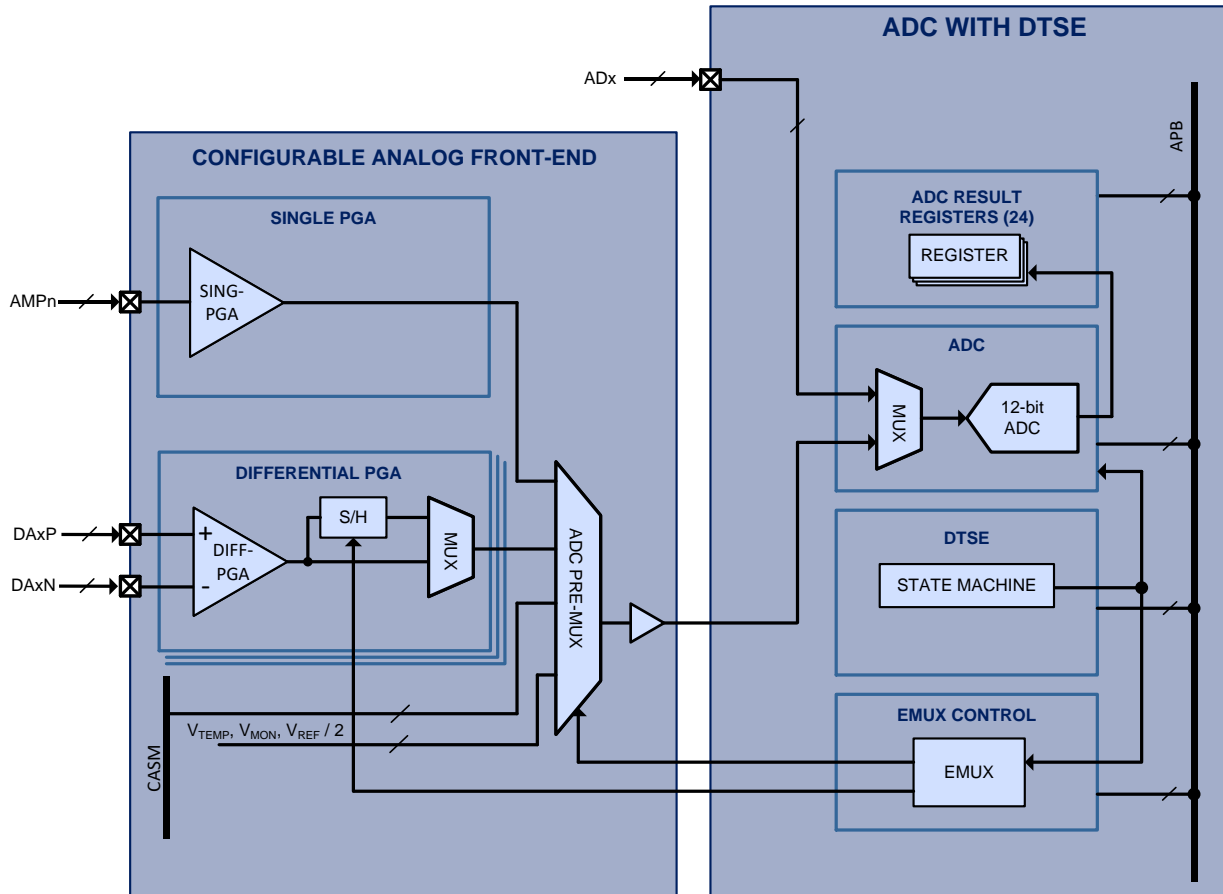 ADC WITH DTSE
ADx
APB
CONFIGURABLE ANALOG FRONT-END
SINGLE PGA
AMPn
SING-
PGA
ADC RESULT
REGISTERS (24)
REGISTER
ADC
MUX
12-bit
ADC
DIFFERENTIAL PGA
DAxP
DAxN
+
-
DIFF-
PGA
S/H
MUX
ADC PRE-MUX
DTSE
STATE MACHINE
CASM
VTEMP, VMON, VREF / 2
EMUX CONTROL
EMUX